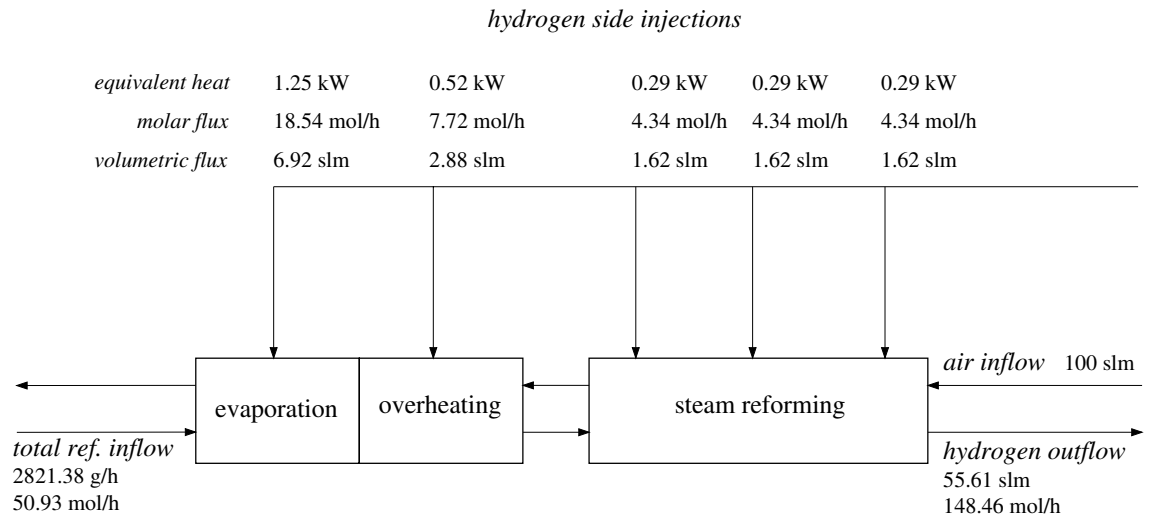 hydrogen side injections
equivalent heat 1.25 kW 0.52 kW 0.29 kW 0.29 kW 0.29 kW
molar flux 18.54 mol/h 7.72 mol/h 4.34 mol/h 4.34 mol/h 4.34 mol/h
volumetric flux 6.92 slm 2.88 slm 1.62 slm 1.62 slm 1.62 slm
air inflow 100 slm
evaporation overheating steam reforming
total ref. inflow
2821.38 g/h
50.93 mol/h
hydrogen outflow
55.61 slm
148.46 mol/h